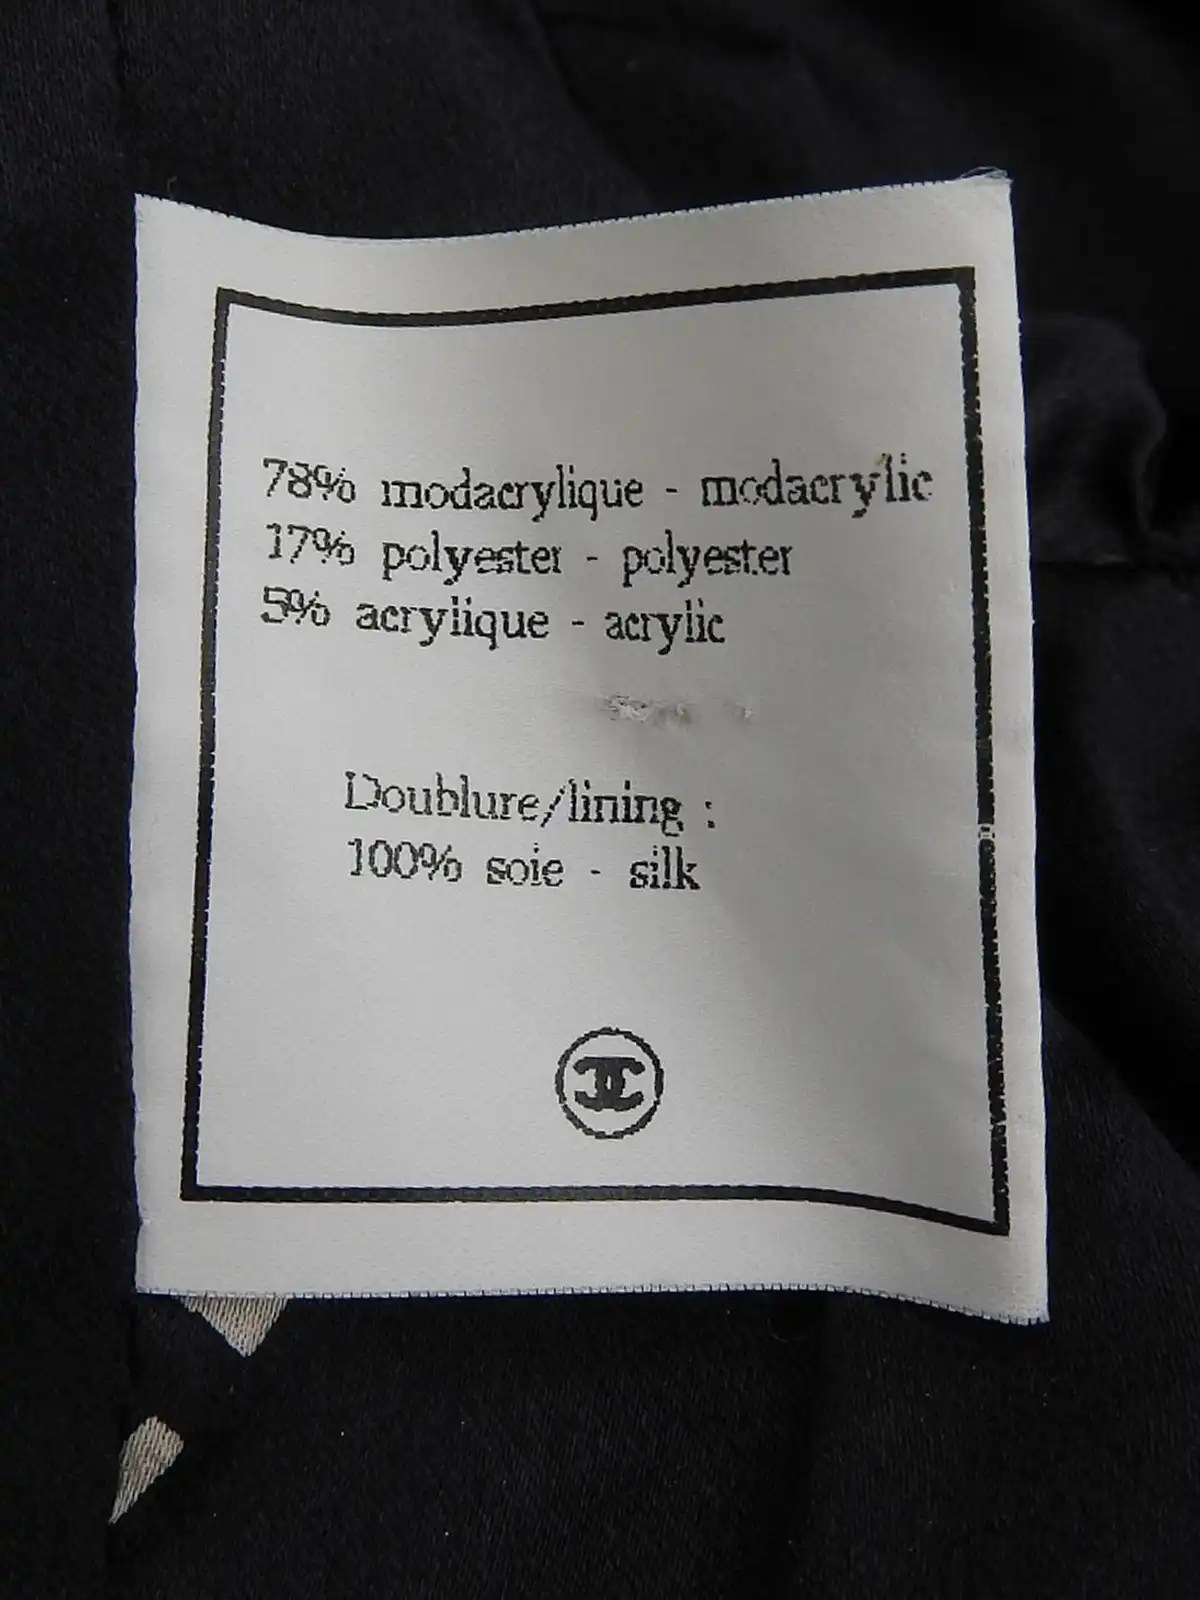 78% modacrylique - modacrylic
17% polyester - polyester
5% acrylique - acrylic
Doublure/lining :
100% soie - silk